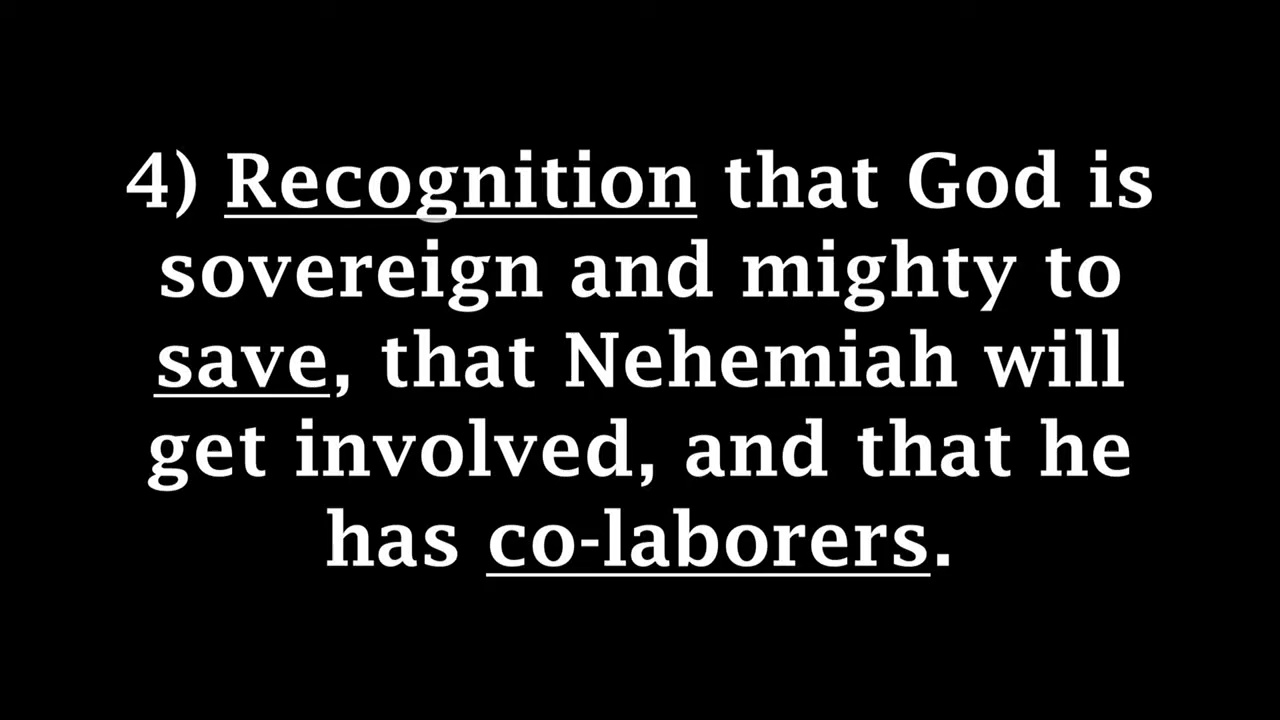 4) Recognition that God is
sovereign and mighty to
save, that Nehemiah will
get involved, and that he
has co-laborers.